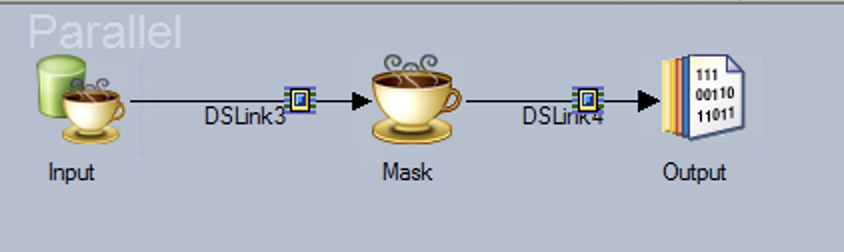 Parallel
DSLink3
DSLink4
111
00110
11011
Input
Mask
Output